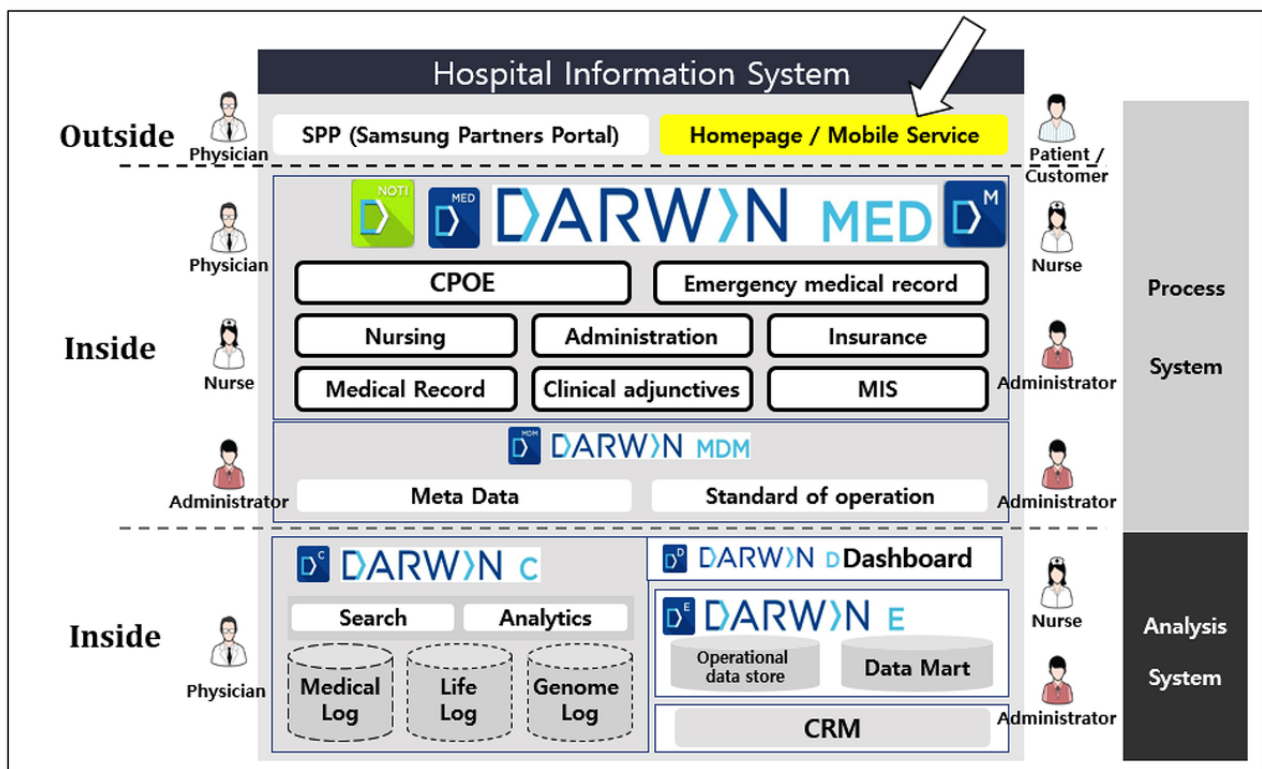 Hospital Information System
Outside
Physician
SPP (Samsung Partners Portal)
Homepage / Mobile Service
Patient /
Customer
Physician
NOTI
MED
DARWIN MED
M
Nurse
CPOE
Emergency medical record
Process
System
Inside
Nurse
Nursing
Administration
Insurance
Administrator
Medical Record
Clinical adjunctives
MIS
MDM
DARWIN MDM
Administrator
Meta Data
Standard of operation
Administrator
C
DARWIN C
D
DARWIN D Dashboard
Inside
Physician
Search
Analytics
E
DARWIN E
Nurse
Analysis
System
Medical
Log
Life
Log
Genome
Log
Operational
data store
Data Mart
Administrator
CRM